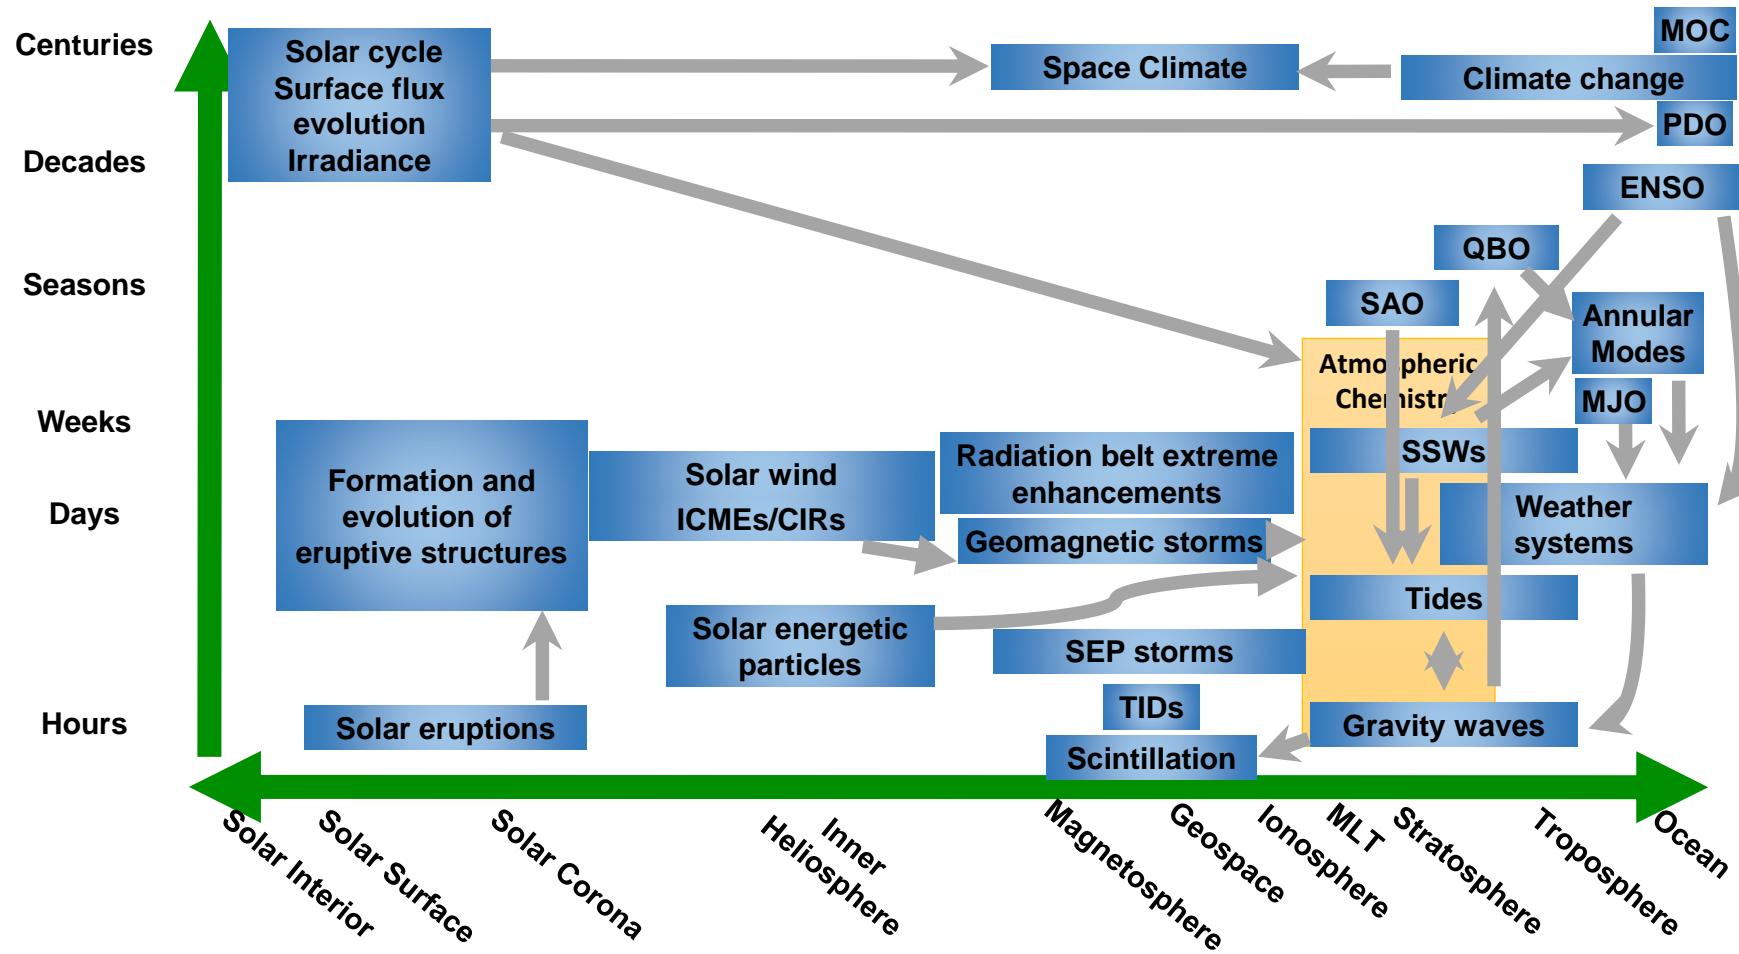 Centuries
Decades
Seasons
Weeks
Days
Hours
Solar cycle
Surface flux
evolution
Irradiance
Space Climate
MOC
Climate change
PDO
ENSO
QBO
SAO
Annular
Modes
Atmospheric
Chemistry
MJO
SSWs
Formation and
evolution of
eruptive structures
Solar wind
ICMEs/CIRs
Radiation belt extreme
enhancements
Geomagnetic storms
Weather
systems
Tides
Solar energetic
particles
SEP storms
TIDs
Solar eruptions
Scintillation
Gravity waves
Solar Interior
Solar Surface
Solar Corona
Inner
Heliosphere
Magnetosphere
Geospace
Ionosphere
MLT
Stratosphere
Troposphere
Ocean